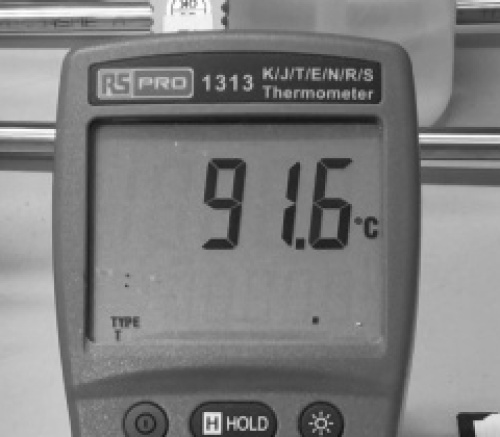 RS PRO 1313 K/J/T/E/N/R/S
Thermometer
91.6 °C
TYPE
T
H HOLD